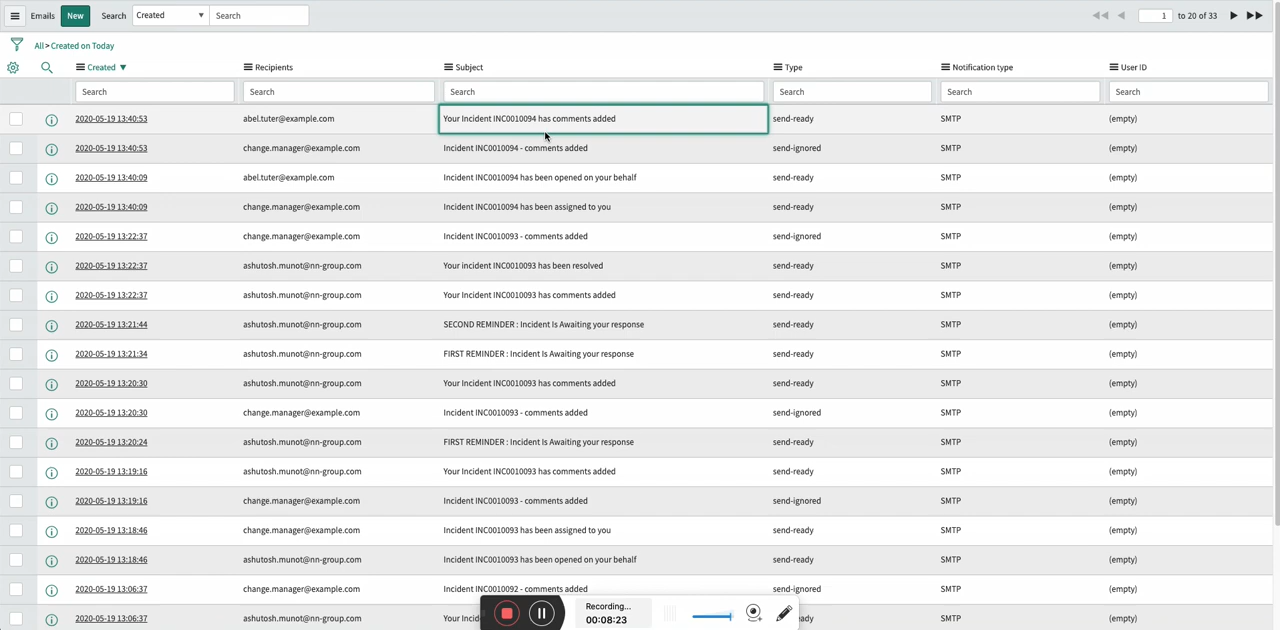 Emails New Search Created Search 1 to 20 of 33
All > Created on Today
Created Recipients Subject Type Notification type User ID
Search Search Search Search Search Search
2020-05-19 13:40:53 abel.tuter@example.com Your Incident INC0010094 has comments added send-ready SMTP (empty)
2020-05-19 13:40:53 change.manager@example.com Incident INC0010094 - comments added send-ignored SMTP (empty)
2020-05-19 13:40:09 abel.tuter@example.com Incident INC0010094 has been opened on your behalf send-ready SMTP (empty)
2020-05-19 13:40:09 change.manager@example.com Incident INC0010094 has been assigned to you send-ready SMTP (empty)
2020-05-19 13:22:37 change.manager@example.com Incident INC0010093 - comments added send-ignored SMTP (empty)
2020-05-19 13:22:37 ashutosh.munot@nn-group.com Your incident INC0010093 has been resolved send-ready SMTP (empty)
2020-05-19 13:22:37 ashutosh.munot@nn-group.com Your Incident INC0010093 has comments added send-ready SMTP (empty)
2020-05-19 13:21:44 ashutosh.munot@nn-group.com SECOND REMINDER : Incident Is Awaiting your response send-ready SMTP (empty)
2020-05-19 13:21:34 ashutosh.munot@nn-group.com FIRST REMINDER : Incident Is Awaiting your response send-ready SMTP (empty)
2020-05-19 13:20:30 ashutosh.munot@nn-group.com Your Incident INC0010093 has comments added send-ready SMTP (empty)
2020-05-19 13:20:30 change.manager@example.com Incident INC0010093 - comments added send-ignored SMTP (empty)
2020-05-19 13:20:24 ashutosh.munot@nn-group.com FIRST REMINDER : Incident Is Awaiting your response send-ready SMTP (empty)
2020-05-19 13:19:16 ashutosh.munot@nn-group.com Your Incident INC0010093 has comments added send-ready SMTP (empty)
2020-05-19 13:19:16 change.manager@example.com Incident INC0010093 - comments added send-ignored SMTP (empty)
2020-05-19 13:18:46 change.manager@example.com Incident INC0010093 has been assigned to you send-ready SMTP (empty)
2020-05-19 13:18:46 ashutosh.munot@nn-group.com Incident INC0010093 has been opened on your behalf send-ready SMTP (empty)
2020-05-19 13:06:37 change.manager@example.com Incident INC0010092 - comments added send-ignored SMTP (empty)
Recording...
2020-05-19 13:06:37 ashutosh.munot@nn-group.com Your SMTP (empty)
00:08:23